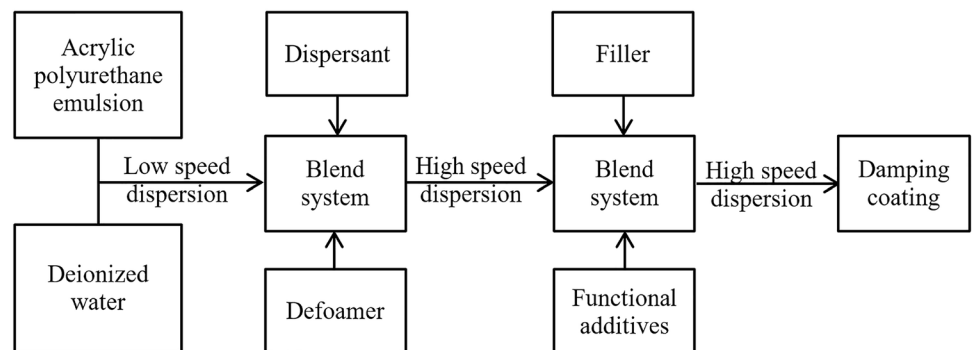 Acrylic
polyurethane
emulsion
Deionized
water
Low speed
dispersion
Dispersant
Blend
system
Defoamer
High speed
dispersion
Filler
Blend
system
Functional
additives
High speed
dispersion
Damping
coating